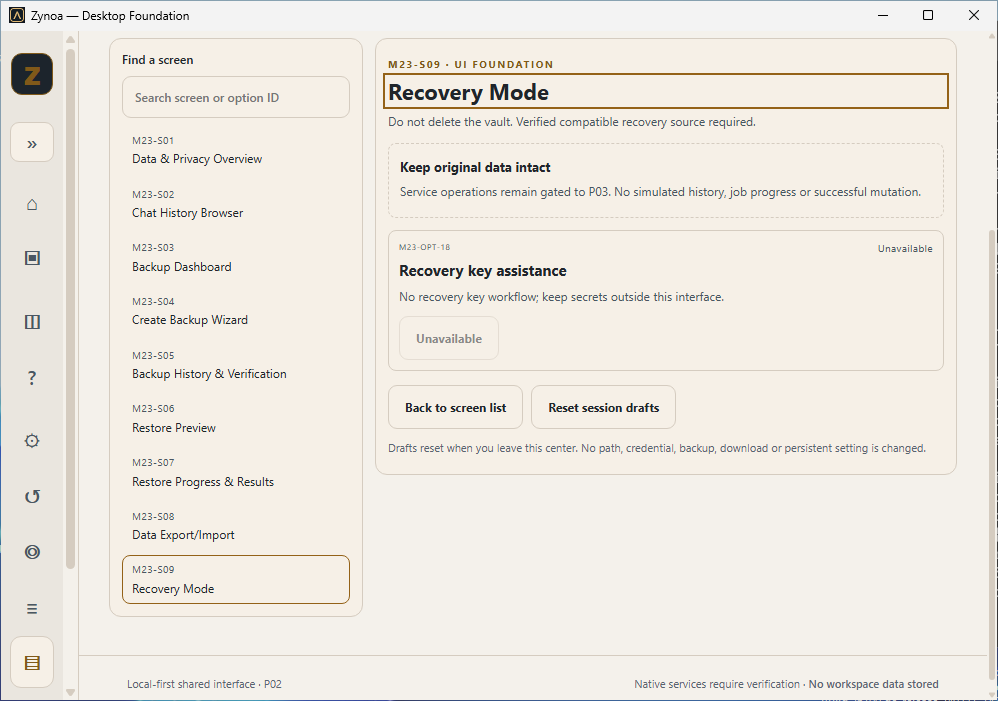 Zynoa — Desktop Foundation
Z
»
?
Find a screen
Search screen or option ID
M23-S01
Data & Privacy Overview
M23-S02
Chat History Browser
M23-S03
Backup Dashboard
M23-S04
Create Backup Wizard
M23-S05
Backup History & Verification
M23-S06
Restore Preview
M23-S07
Restore Progress & Results
M23-S08
Data Export/Import
M23-S09
Recovery Mode
M23-S09 · UI FOUNDATION
Recovery Mode
Do not delete the vault. Verified compatible recovery source required.
Keep original data intact
Service operations remain gated to P03. No simulated history, job progress or successful mutation.
M23-OPT-18
Unavailable
Recovery key assistance
No recovery key workflow; keep secrets outside this interface.
Unavailable
Back to screen list
Reset session drafts
Drafts reset when you leave this center. No path, credential, backup, download or persistent setting is changed.
Local-first shared interface · P02
Native services require verification · No workspace data stored